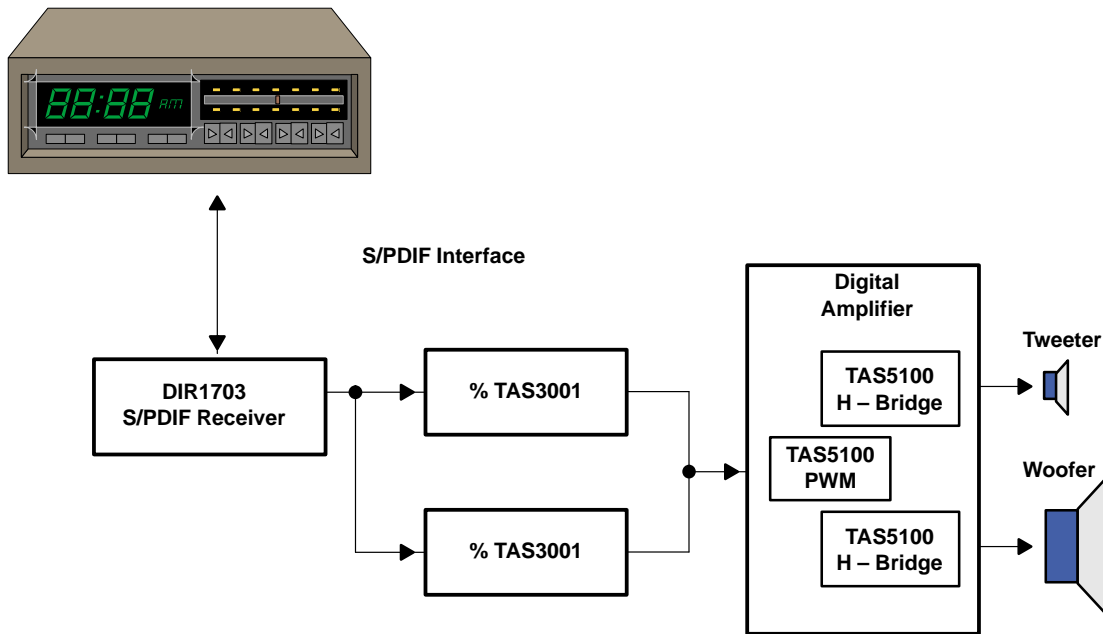 88:88 AM
S/PDIF Interface
DIR1703
S/PDIF Receiver
% TAS3001
% TAS3001
Digital
Amplifier
TAS5100
H – Bridge
TAS5100
PWM
TAS5100
H – Bridge
Tweeter
Woofer